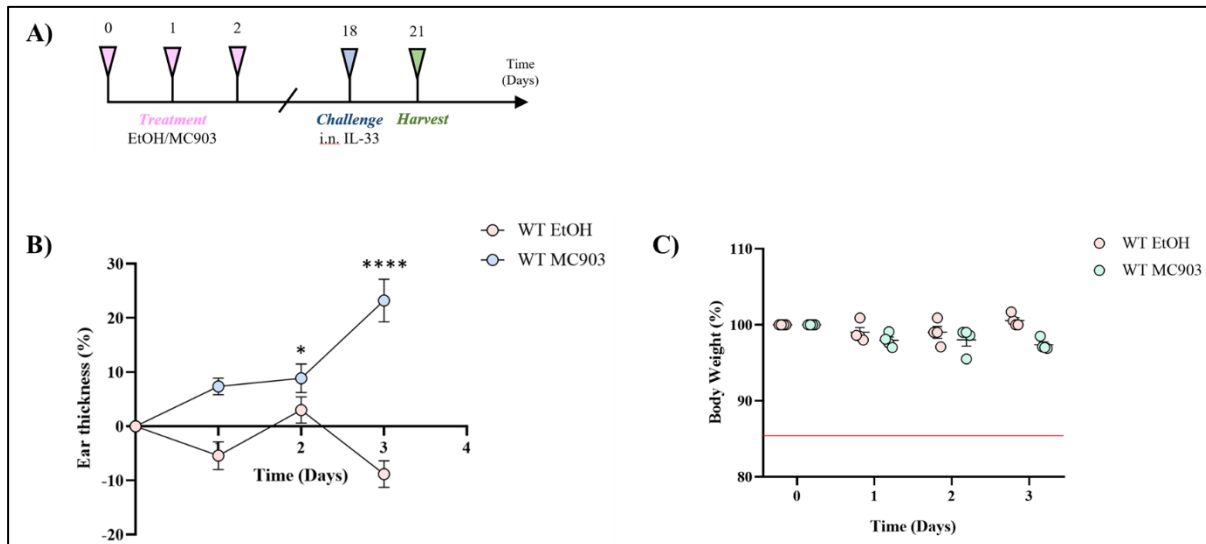 A)
0 1 2 18 21
Time
(Days)
Treatment Challenge Harvest
EtOH/MC903 i.n. IL-33
B)
WT EtOH
WT MC903
Ear thickness (%)
30
20
10
0
-10
-20
* ****
2 3 4
Time (Days)
C)
WT EtOH
WT MC903
Body Weight (%)
110
100
90
80
0 1 2 3
Time (Days)